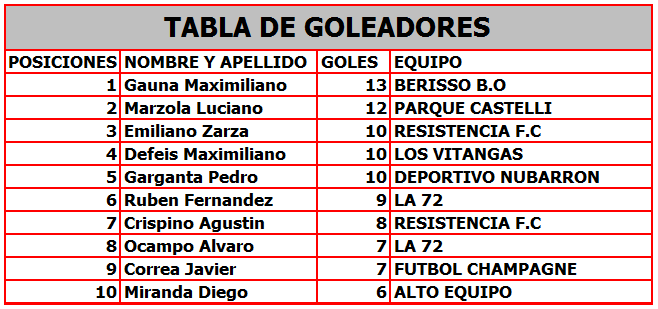 TABLA DE GOLEADORES
POSICIONES NOMBRE Y APELLIDO GOLES EQUIPO
1 Gauna Maximiliano 13 BERISSO B.O
2 Marzola Luciano 12 PARQUE CASTELLI
3 Emiliano Zarza 10 RESISTENCIA F.C
4 Defeis Maximiliano 10 LOS VITANGAS
5 Garganta Pedro 10 DEPORTIVO NUBARRON
6 Ruben Fernandez 9 LA 72
7 Crispino Agustin 8 RESISTENCIA F.C
8 Ocampo Alvaro 7 LA 72
9 Correa Javier 7 FUTBOL CHAMPAGNE
10 Miranda Diego 6 ALTO EQUIPO